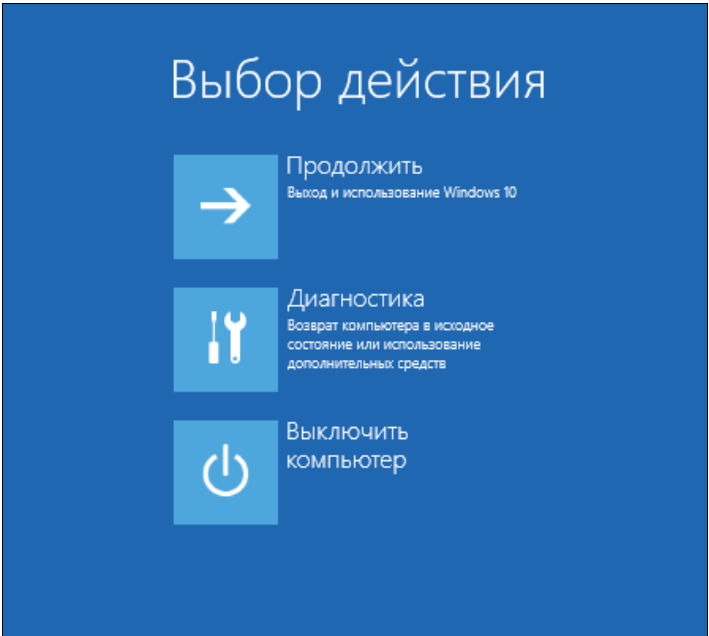 Выбор действия
Продолжить
Выход и использование Windows 10
Диагностика
Возврат компьютера в исходное
состояние или использование
дополнительных средств
Выключить
компьютер